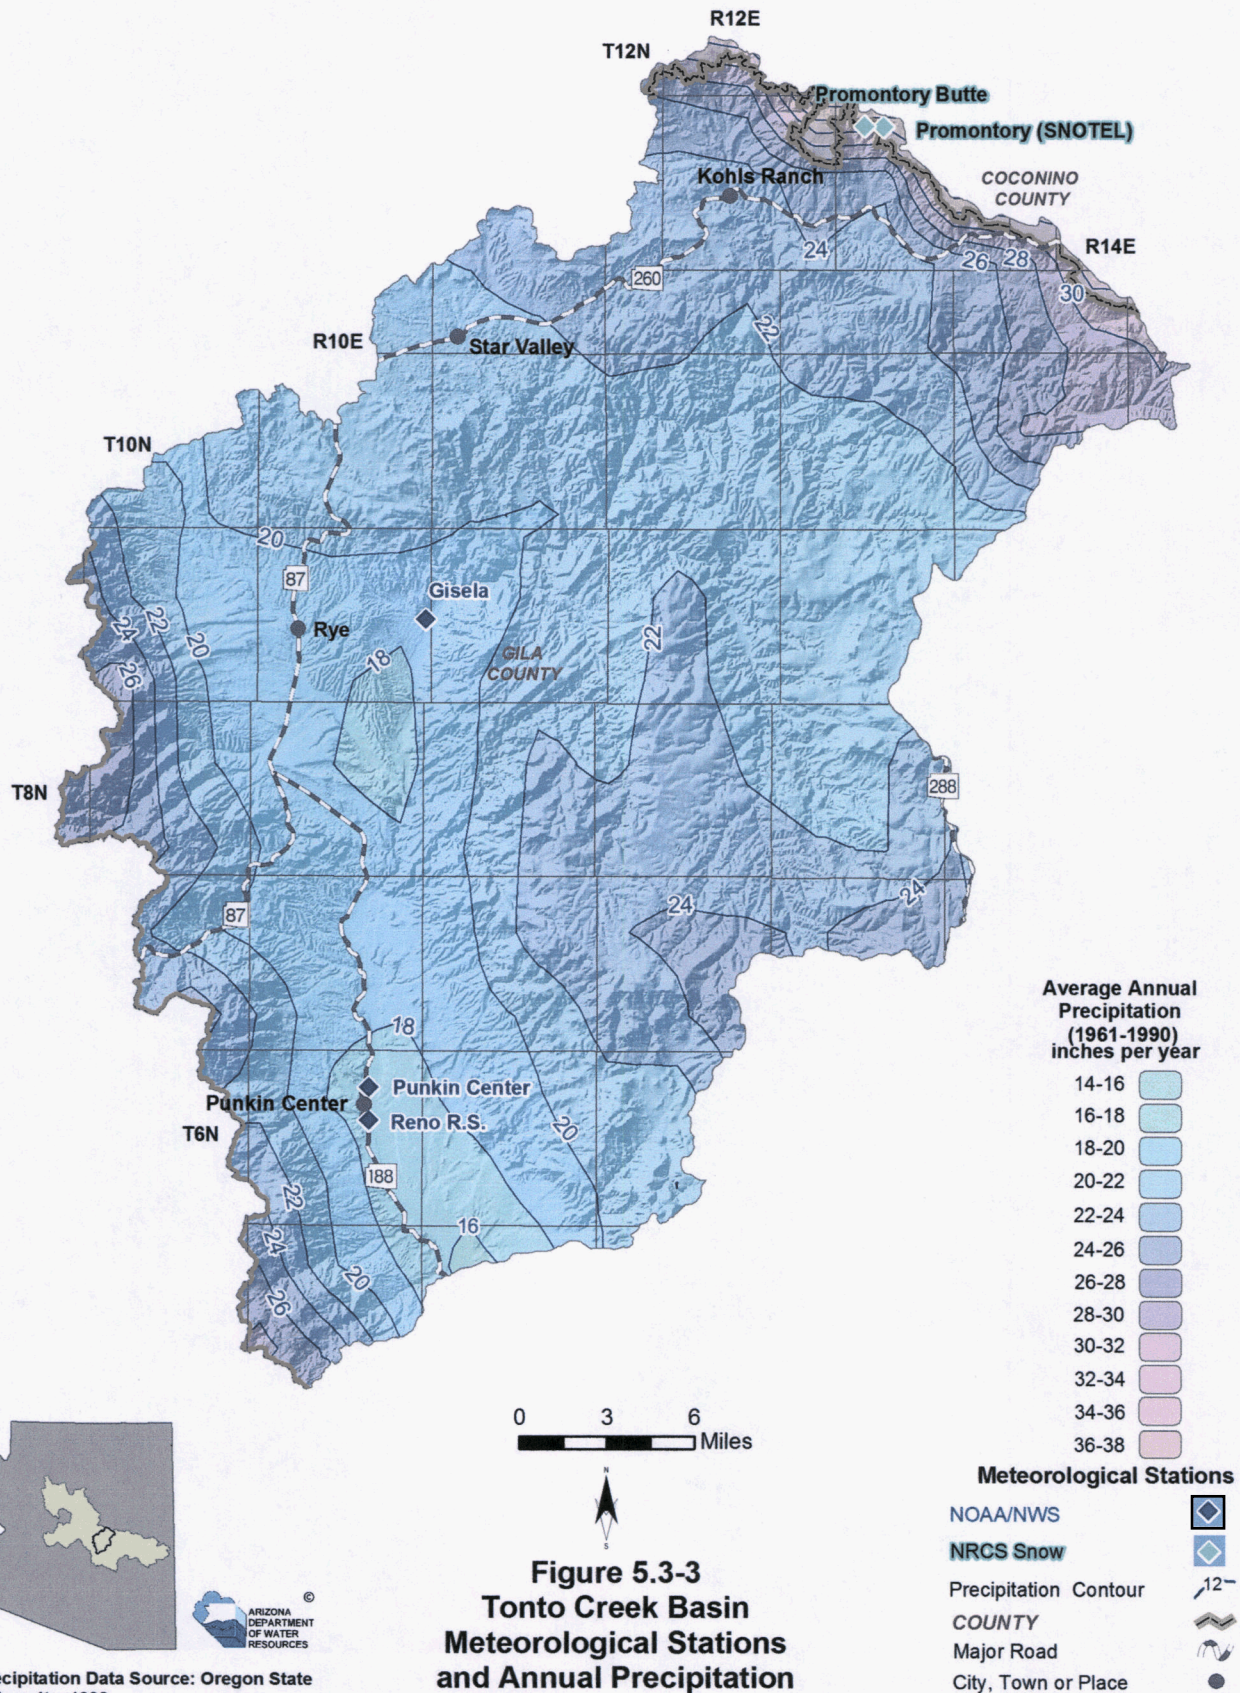 R12E
T12N
Promontory Butte
Promontory (SNOTEL)
Kohls Ranch
COCONINO
COUNTY
24
26
28
R14E
260
30
22
R10E
Star Valley
T10N
20
87
Gisela
24
22
20
Rye
22
18
GILA
COUNTY
26
T8N
288
24
24
87
18
Punkin Center
Punkin Center
Reno R.S.
T6N
20
188
22
16
24
20
26
Average Annual
Precipitation
(1961-1990)
inches per year
14-16
16-18
18-20
20-22
22-24
24-26
26-28
28-30
30-32
32-34
34-36
36-38
0 3 6
Miles
Meteorological Stations
NOAA/NWS
NRCS Snow
Precipitation Contour
12
COUNTY
Major Road
City, Town or Place
N
S
Figure 5.3-3
Tonto Creek Basin
Meteorological Stations
and Annual Precipitation
©
ARIZONA
DEPARTMENT
OF WATER
RESOURCES
Data Source: Oregon State